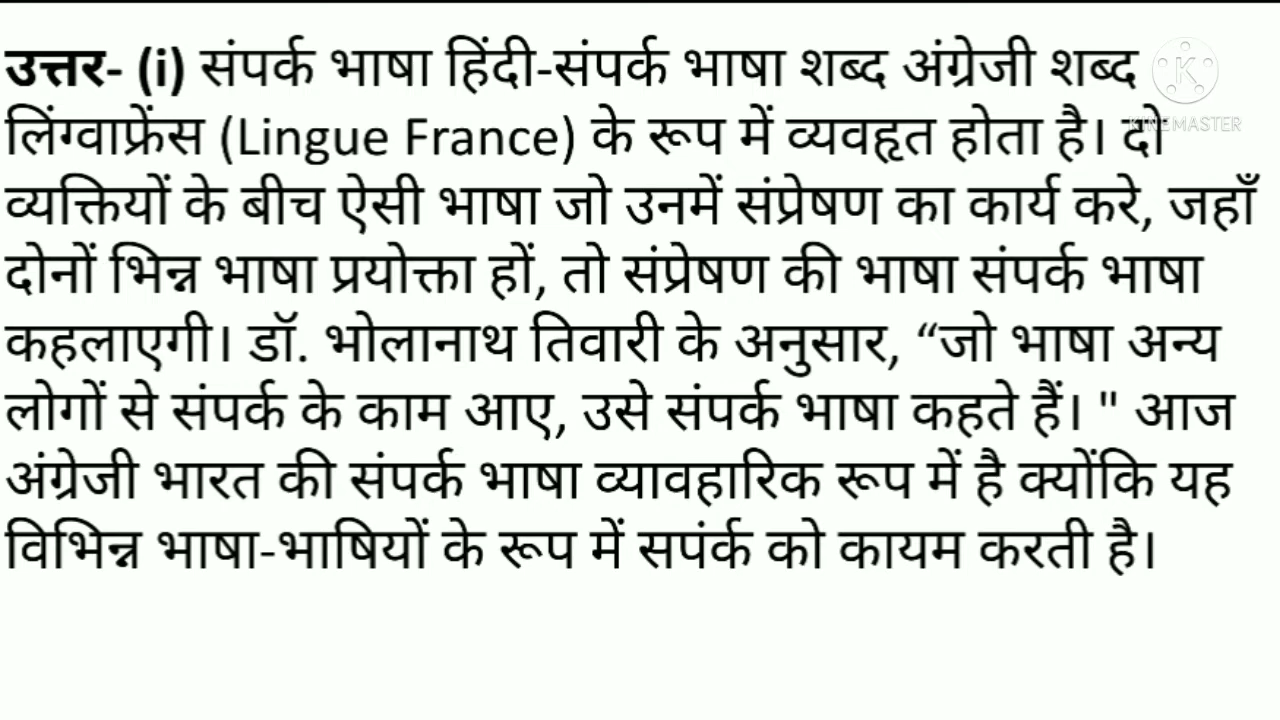 उत्तर- (i) संपर्क भाषा हिंदी-संपर्क भाषा शब्द अंग्रेजी शब्द
लिंग्वाफ्रेंस (Lingue France) के रूप में व्यवहृत होता है। दो
व्यक्तियों के बीच ऐसी भाषा जो उनमें संप्रेषण का कार्य करे, जहाँ
दोनों भिन्न भाषा प्रयोक्ता हों, तो संप्रेषण की भाषा संपर्क भाषा
कहलाएगी। डॉ. भोलानाथ तिवारी के अनुसार, “जो भाषा अन्य
लोगों से संपर्क के काम आए, उसे संपर्क भाषा कहते हैं। " आज
अंग्रेजी भारत की संपर्क भाषा व्यावहारिक रूप में है क्योंकि यह
विभिन्न भाषा-भाषियों के रूप में सपंर्क को कायम करती है।
K
KINEMASTER